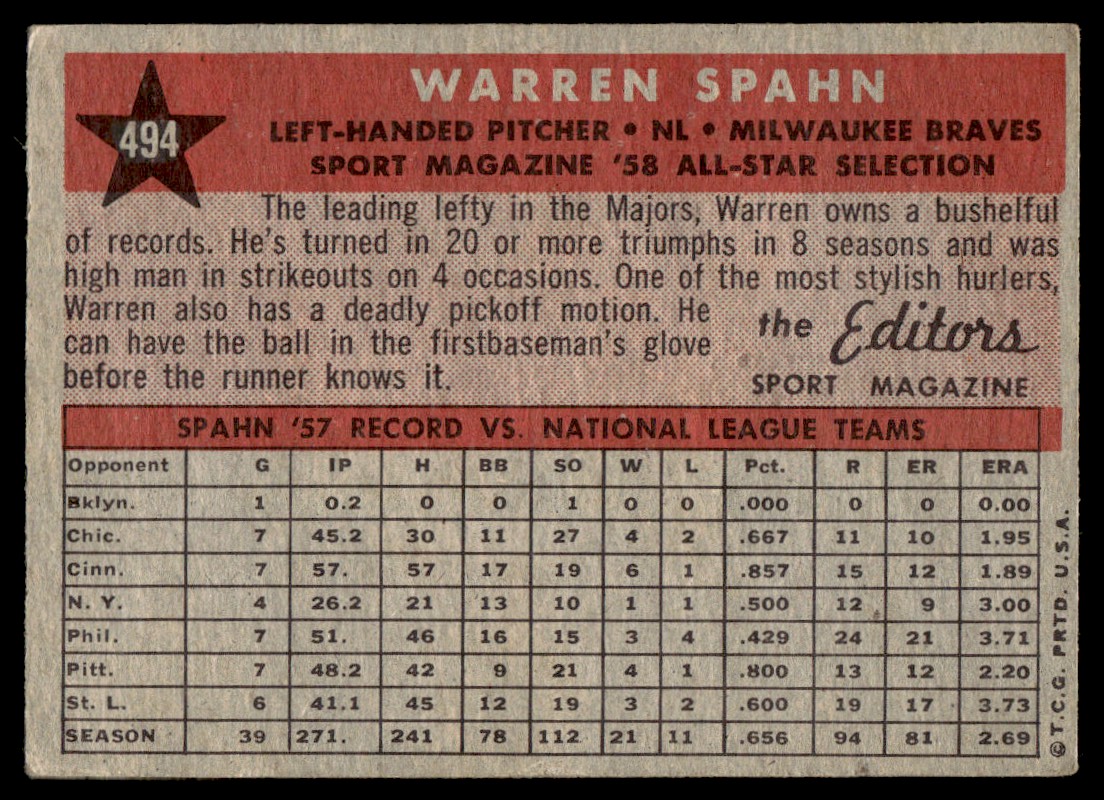 494
WARREN SPAHN
LEFT-HANDED PITCHER • NL • MILWAUKEE BRAVES
SPORT MAGAZINE '58 ALL-STAR SELECTION
The leading lefty in the Majors, Warren owns a bushelful
of records. He's turned in 20 or more triumphs in 8 seasons and was
high man in strikeouts on 4 occasions. One of the most stylish hurlers,
Warren also has a deadly pickoff motion. He
can have the ball in the firstbaseman's glove
before the runner knows it.
the Editors
SPORT MAGAZINE
SPAHN '57 RECORD VS. NATIONAL LEAGUE TEAMS
Opponent G IP H BB SO W L Pct. R ER ERA
Bklyn. 1 0.2 0 0 1 0 0 .000 0 0 0.00
Chic. 7 45.2 30 11 27 4 2 .667 11 10 1.95
Cinn. 7 57. 57 17 19 6 1 .857 15 12 1.89
N. Y. 4 26.2 21 13 10 1 1 .500 12 9 3.00
Phil. 7 51. 46 16 15 3 4 .429 24 21 3.71
Pitt. 7 48.2 42 9 21 4 1 .800 13 12 2.20
St. L. 6 41.1 45 12 19 3 2 .600 19 17 3.73
SEASON 39 271. 241 78 112 21 11 .656 94 81 2.69
© T.C.G. PRTD. U.S.A.